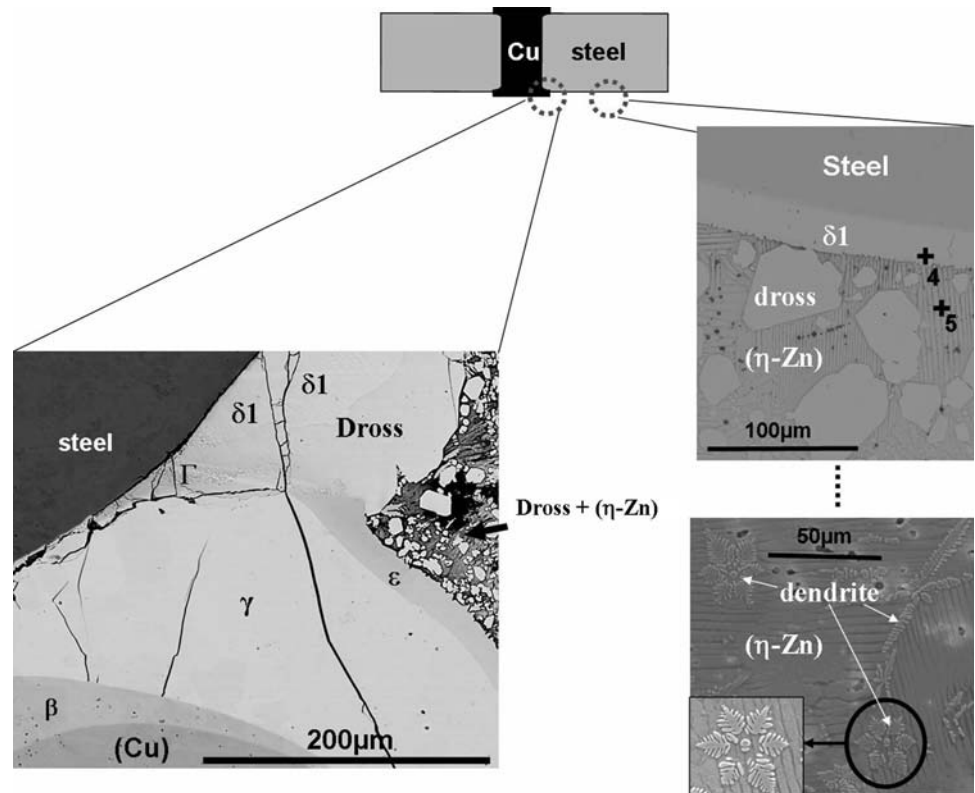 Cu
steel
Steel
δ1
4
dross
5
(η-Zn)
100μm
δ1
δ1
Dross
steel
Γ
Dross + (η-Zn)
ε
γ
β
(Cu)
200μm
50μm
dendrite
(η-Zn)